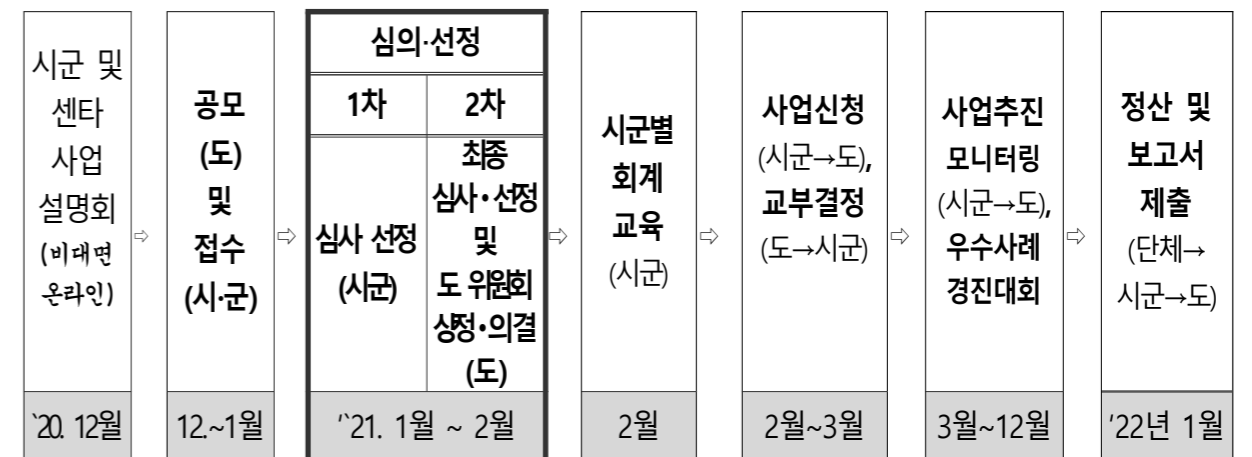 시군 및
센타
사업
설명회
(비대면
온라인)
`20. 12월
⇨
공모
(도)
및
접수
(시·군)
12.~1월
⇨
심의·선정
1차
2차
심사 선정
(시군)
최종
심사·선정
및
도 위원회
상정·의결
(도)
'`21. 1월 ~ 2월
⇨
시군별
회계
교육
(시군)
2월
⇨
사업신청
(시군→도),
교부결정
(도→시군)
2월~3월
⇨
사업추진
모니터링
(시군→도),
우수사례
경진대회
3월~12월
⇨
정산 및
보고서
제출
(단체→
시군→도)
'22년 1월